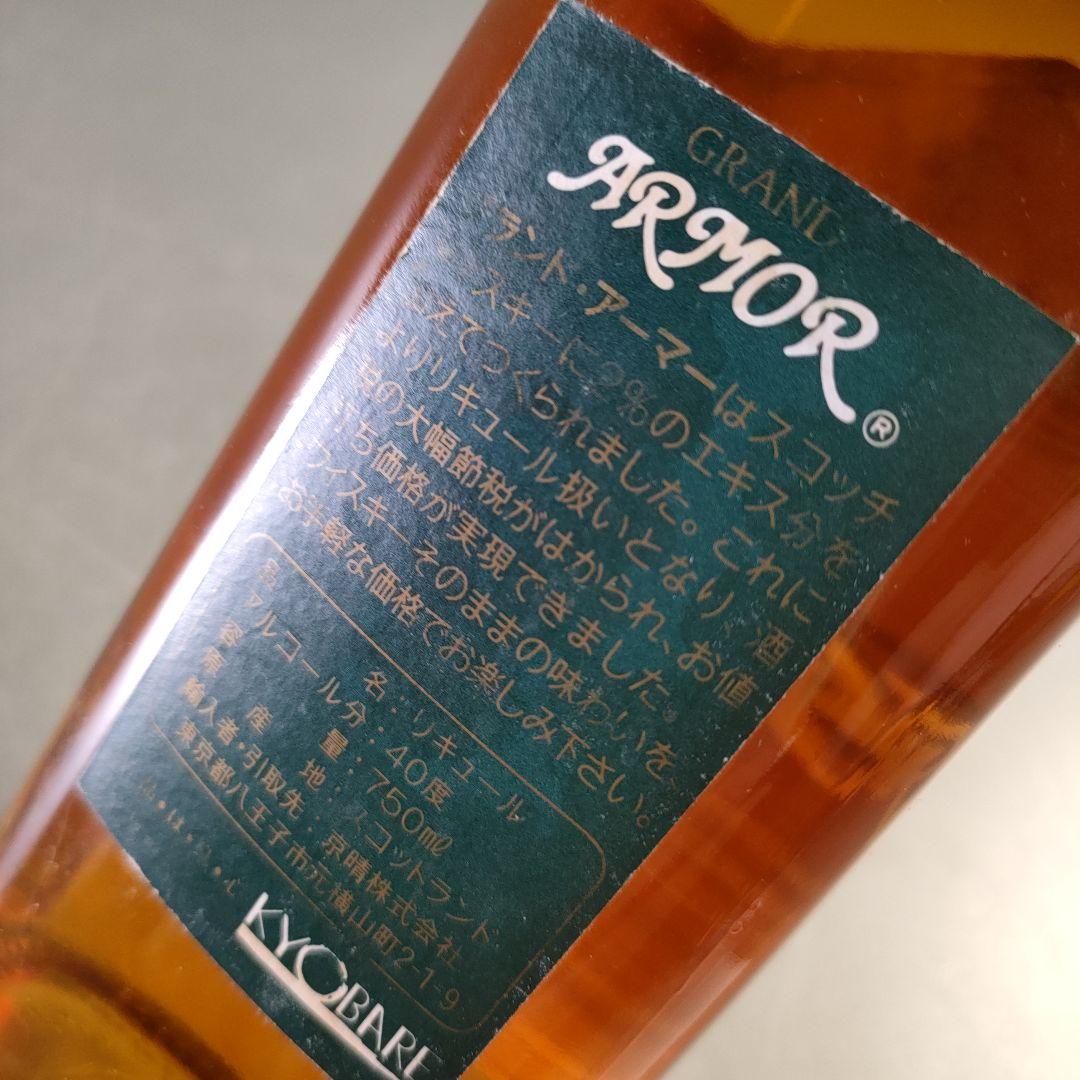 GRAND
ARMOR®
ラント・アーマーはスコッチ
スキーに2%のエキス分を
えてつくられました。これに
よりリキュール扱いとなり、酒
の大幅節税がはかられ、お値
うち価格が実現できました。
ウイスキーそのままの味わいを、
お手軽な価格でお楽しみ下さい。
品名：リキュール
アルコール分：40度
容量：750ml
原産地：スコットランド
輸入者・引取先：京晴株式会社
東京都八王子市元横山町2-1-9
KYOBARE